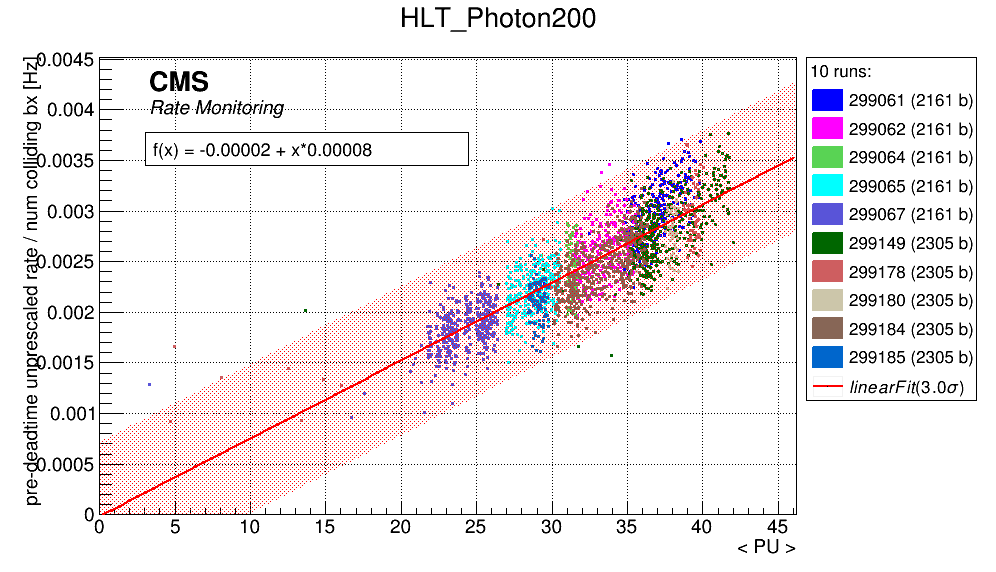 HLT_Photon200
pre-deadtime unprescaled rate / num colliding bx [Hz]
0.0045
0.004
0.0035
0.003
0.0025
0.002
0.0015
0.001
0.0005
0
CMS
Rate Monitoring
f(x) = -0.00002 + x*0.00008
0 5 10 15 20 25 30 35 40 45
< PU >
10 runs:
299061 (2161 b)
299062 (2161 b)
299064 (2161 b)
299065 (2161 b)
299067 (2161 b)
299149 (2305 b)
299178 (2305 b)
299180 (2305 b)
299184 (2305 b)
299185 (2305 b)
linearFit(3.0σ)